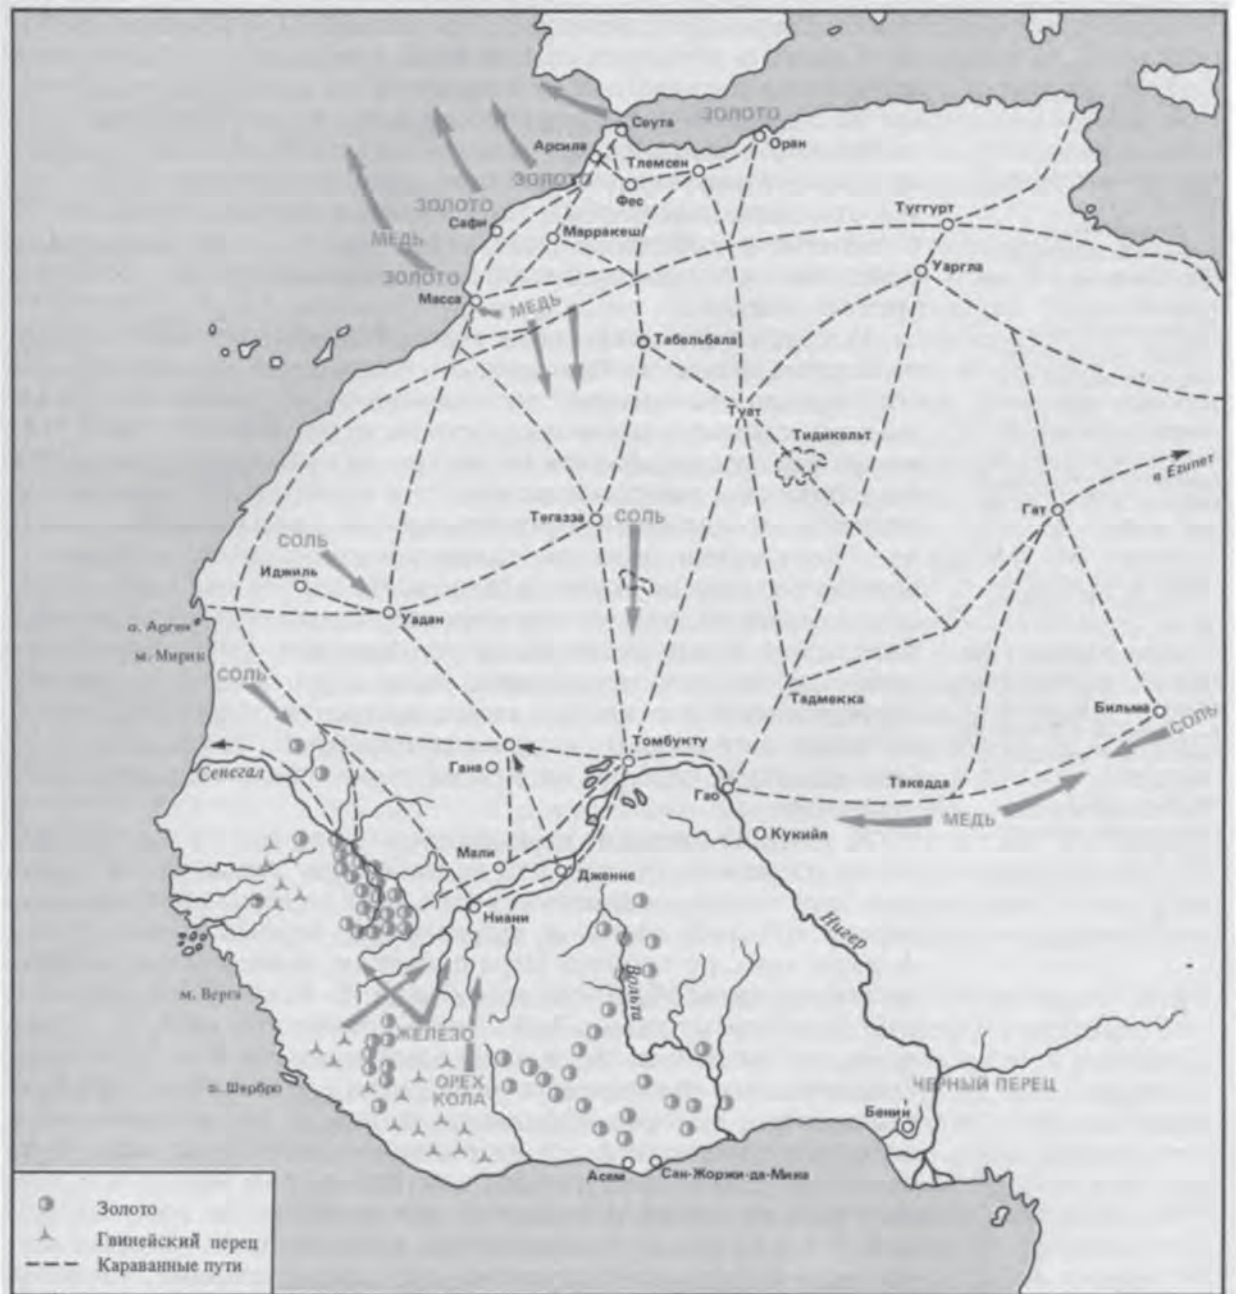 ЗОЛОТО
Сеута
Оран
Арсила
Тлемсен
ЗОЛОТО
Фес
ЗОЛОТО
Туггурт
Сафи
Марракеш
МЕДЬ
Уаргла
ЗОЛОТО
Масса
МЕДЬ
Табельбала
Туат
Тидикельт
в Египет
Гат
Тегазза
СОЛЬ
СОЛЬ
Иджиль
Уадан
о. Арген
м. Мирик
СОЛЬ
Тадмекка
Бильма
СОЛЬ
Томбукту
Сенегал
Гана
Гао
Такедда
МЕДЬ
Кукийя
Мали
Дженне
Ниани
Нигер
Вольта
м. Верга
ЖЕЛЕЗО
ОРЕХ
КОЛА
о. Шербро
ЧЕРНЫЙ ПЕРЕЦ
Бенин
Асем
Сан-Жоржи-да-Мина
Золото
Гвинейский перец
Караванные пути